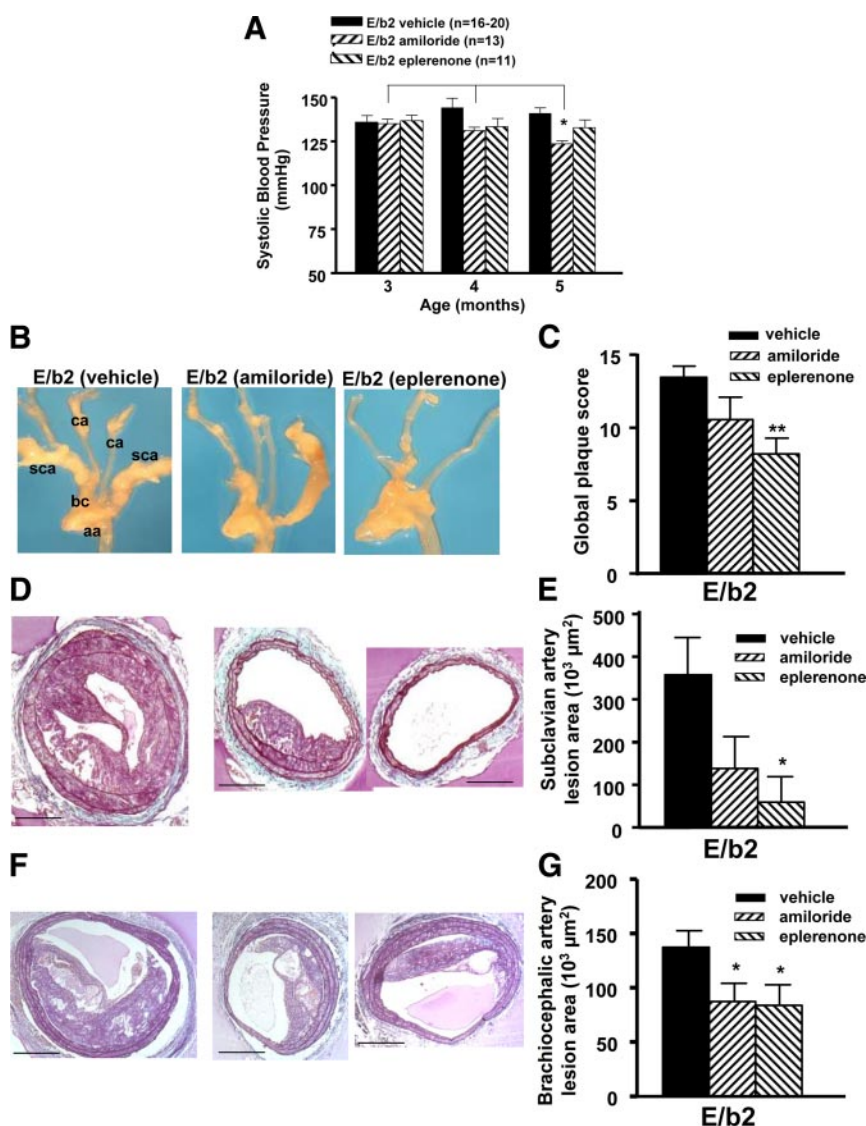 A
E/b2 vehicle (n=16-20)
E/b2 amiloride (n=13)
E/b2 eplerenone (n=11)
Systolic Blood Pressure
(mmHg)
150
125
100
75
50
*
3
4
5
Age (months)
B
E/b2 (vehicle)
E/b2 (amiloride)
E/b2 (eplerenone)
ca
ca
sca
sca
bc
aa
C
vehicle
amiloride
eplerenone
Global plaque score
15
10
5
0
**
E/b2
D
E
Subclavian artery
lesion area (10³ µm²)
500
400
300
200
100
0
vehicle
amiloride
eplerenone
*
E/b2
F
G
Brachiocephalic artery
lesion area (10³ µm²)
200
150
100
50
0
vehicle
amiloride
eplerenone
*
*
E/b2